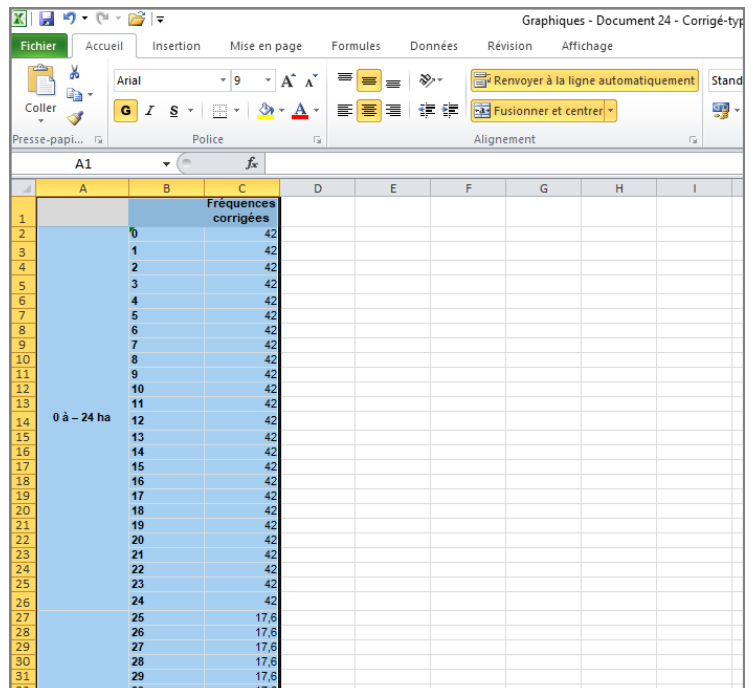 Graphiques - Document 24 - Corrigé-typ
Fichier Accueil Insertion Mise en page Formules Données Révision Affichage
Coller
Arial 9 A A
Renvoyer à la ligne automatiquement Stand
G I S A
Fusionner et centrer
Presse-papi... Police Alignement
A1 fx
A B C D E F G H I
1 Fréquences
corrigées
2 0 42
3 1 42
4 2 42
5 3 42
6 4 42
7 5 42
8 6 42
9 7 42
10 8 42
11 9 42
12 10 42
13 11 42
14 0 à – 24 ha 12 42
15 13 42
16 14 42
17 15 42
18 16 42
19 17 42
20 18 42
21 19 42
22 20 42
23 21 42
24 22 42
25 23 42
26 24 42
27 25 17,6
28 26 17,6
29 27 17,6
30 28 17,6
31 29 17,6